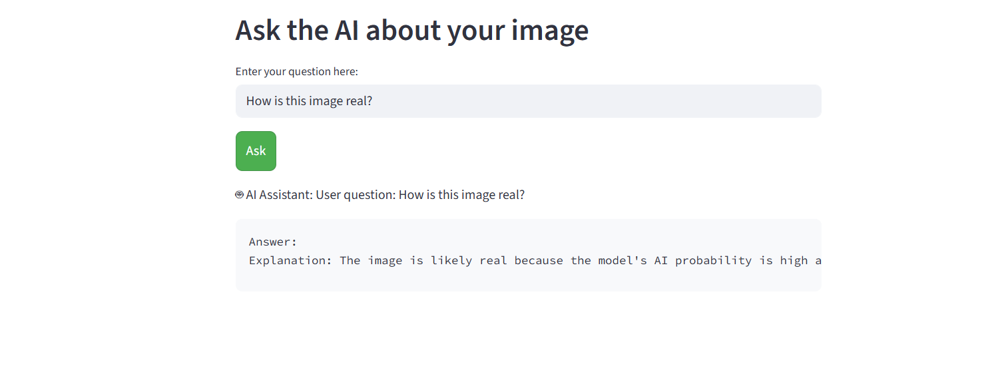 Ask the AI about your image
Enter your question here:
How is this image real?
Ask
AI Assistant: User question: How is this image real?
Answer:
Explanation: The image is likely real because the model's AI probability is high a